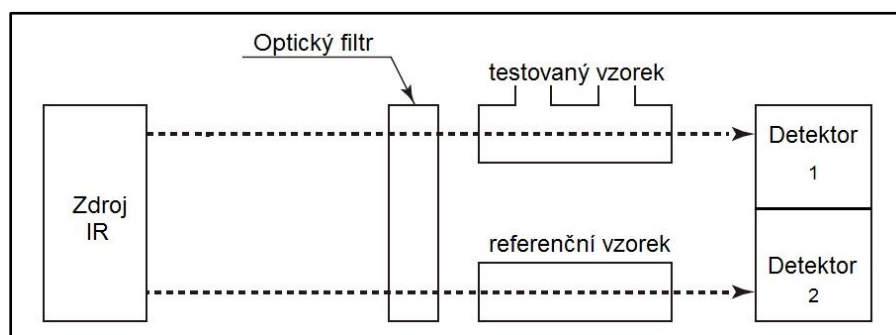 Optický filtr
testovaný vzorek
Zdroj
IR
Detektor
1
referenční vzorek
Detektor
2